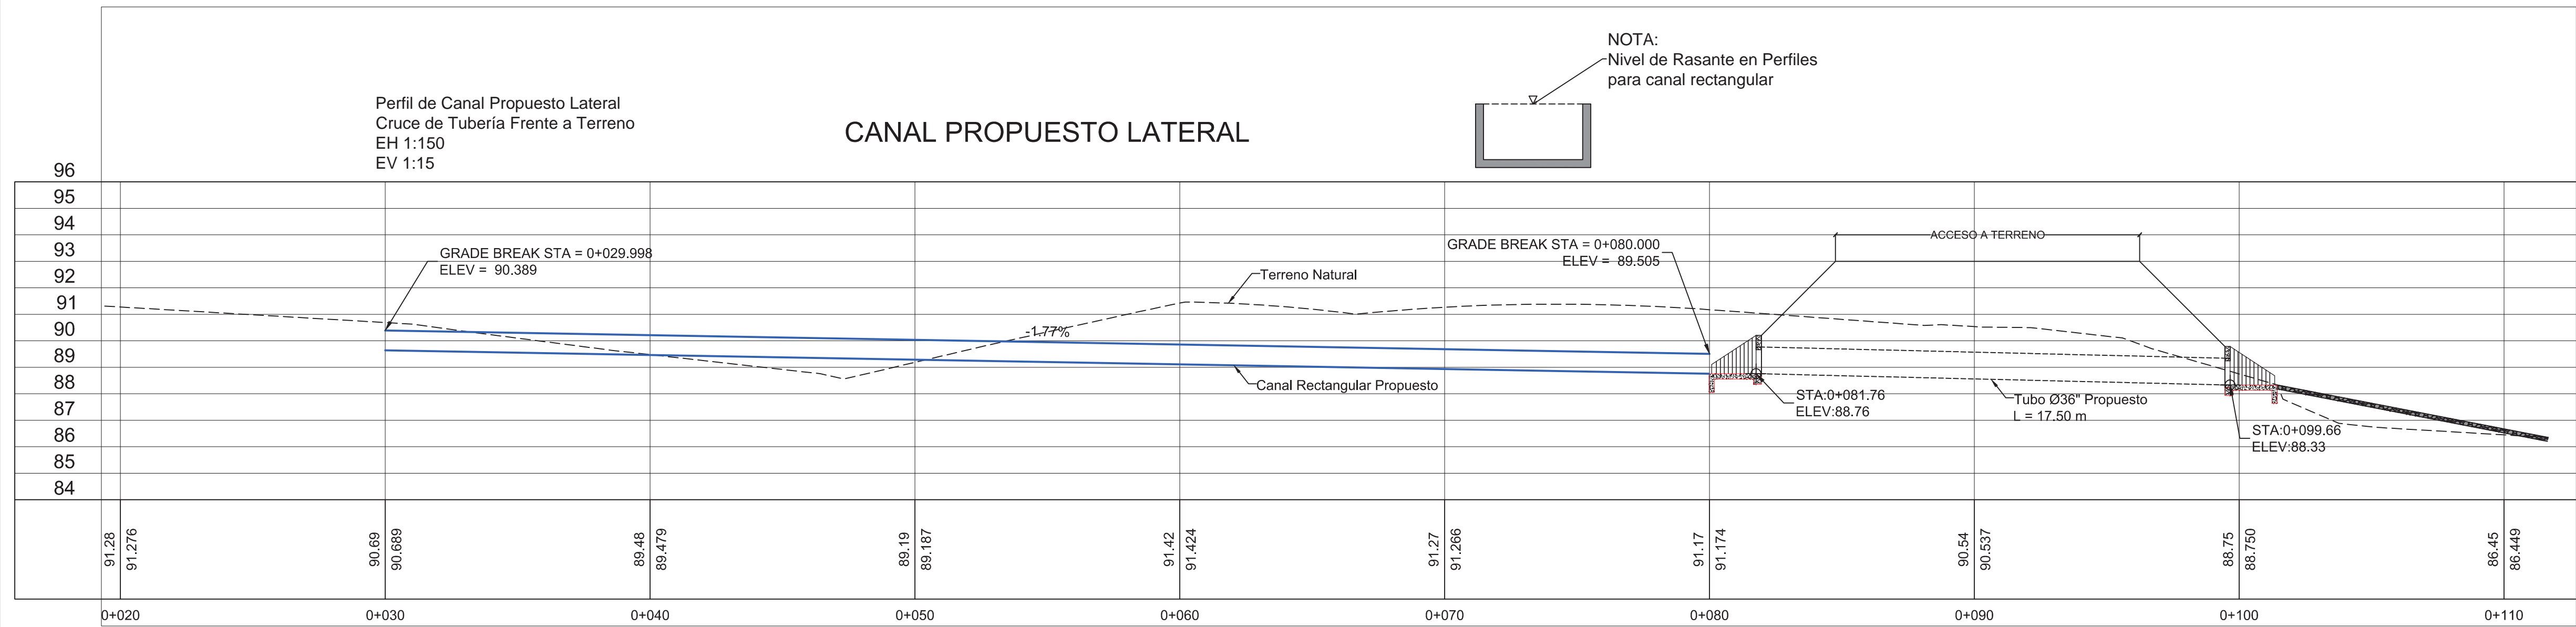 NOTA:
Nivel de Rasante en Perfiles
para canal rectangular
Perfil de Canal Propuesto Lateral
Cruce de Tubería Frente a Terreno
EH 1:150
EV 1:15
CANAL PROPUESTO LATERAL
96
95
94
93
92
91
90
89
88
87
86
85
84
GRADE BREAK STA = 0+029.998
ELEV = 90.389
GRADE BREAK STA = 0+080.000
ELEV = 89.505
ACCESO A TERRENO
Terreno Natural
-1.77%
Canal Rectangular Propuesto
STA:0+081.76
ELEV:88.76
Tubo Ø36" Propuesto
L = 17.50 m
STA:0+099.66
ELEV:88.33
91.28
91.276
90.69
90.689
89.48
89.479
89.19
89.187
91.42
91.424
91.27
91.266
91.17
91.174
90.54
90.537
88.75
88.750
86.45
86.449
0+020
0+030
0+040
0+050
0+060
0+070
0+080
0+090
0+100
0+110